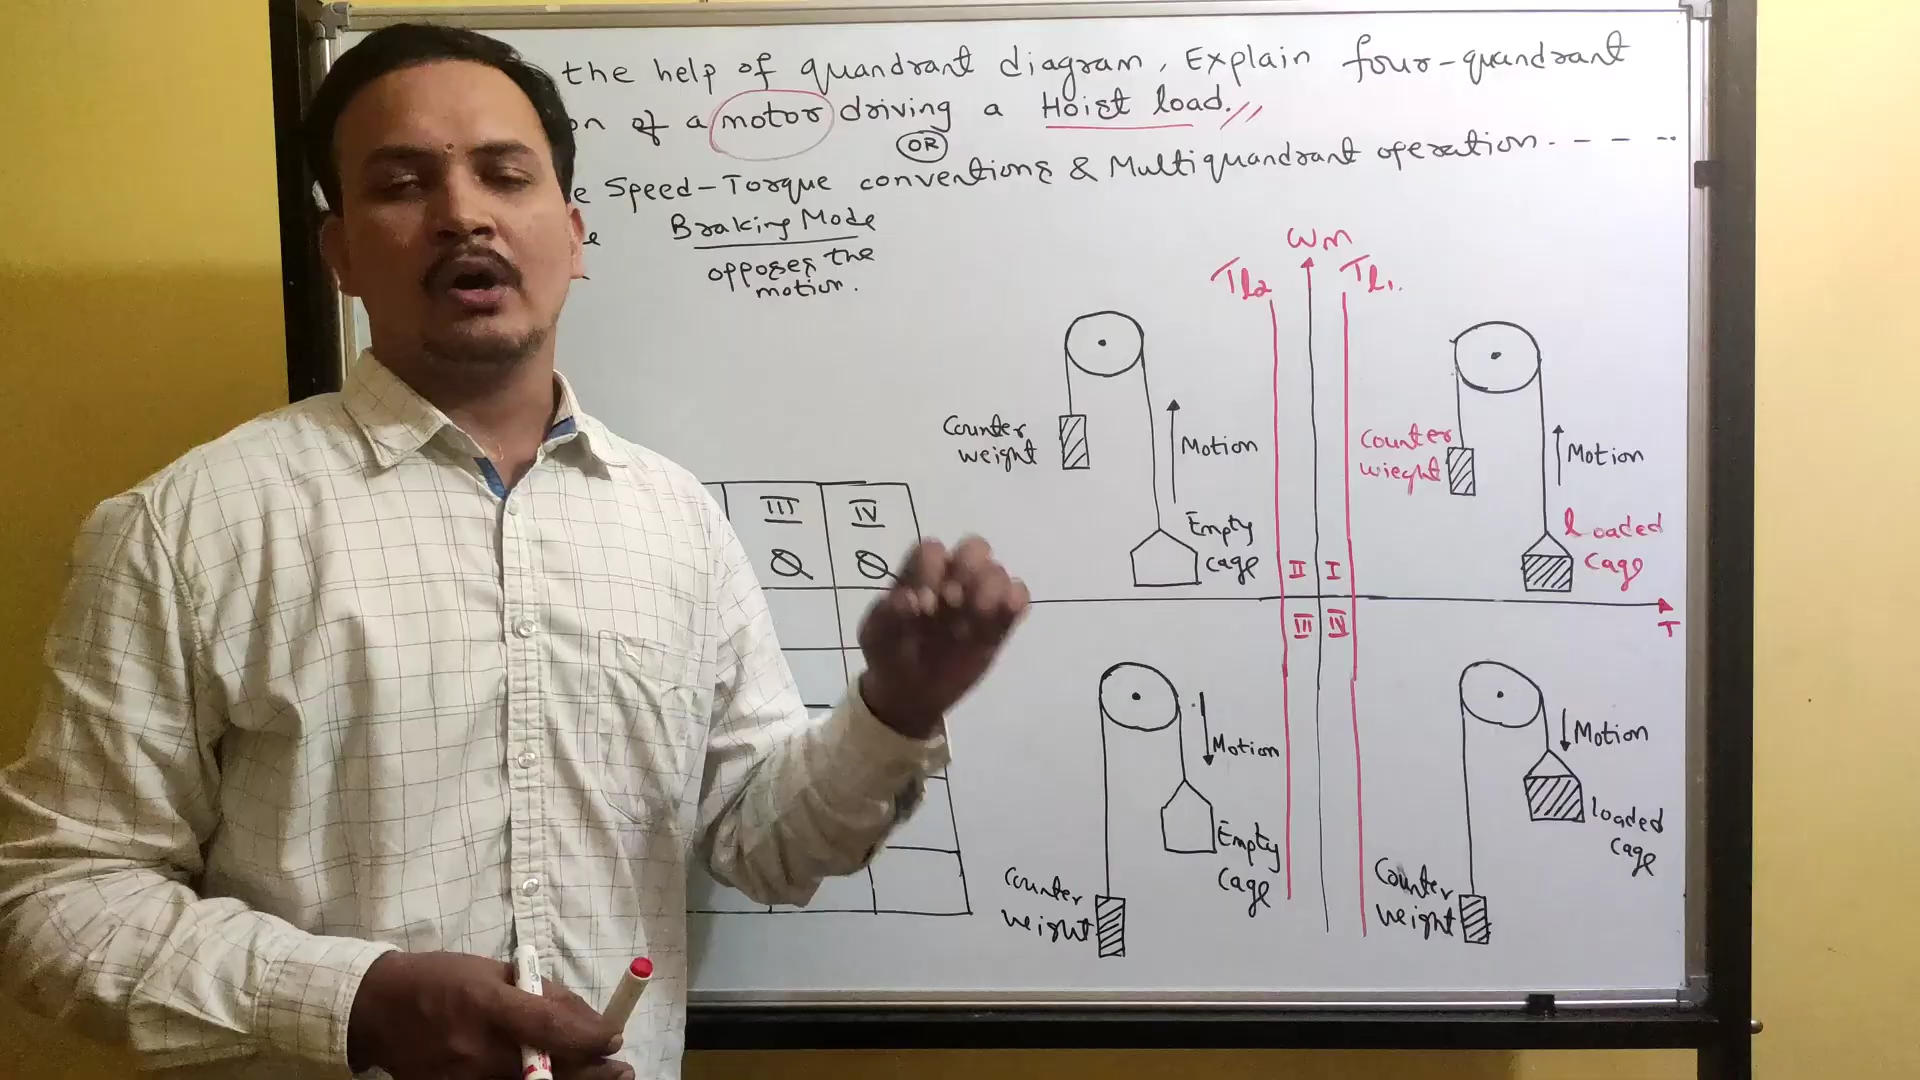 the help of quandrant diagram, Explain four-quandrant
on of a motor driving a Hoist load.
OR
e Speed-Torque conventions & Multiquandrant operation. - - - ..
e
Braking Mode
opposes the
motion.
Wm
Tl2
Tl1.
Counter
weight
Motion
Empty
cage
Counter
wieght
Motion
loaded
cage
III
IV
II
I
III
IV
T
Motion
Empty
cage
Counter
weight
Motion
loaded
cage
Counter
weight